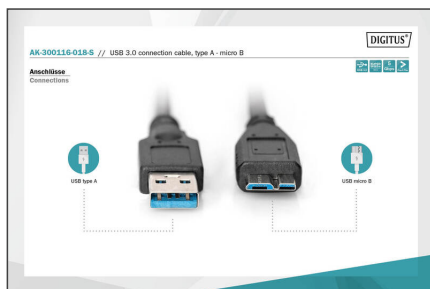 DIGITUS®
AK-300116-018-S // USB 3.0 connection cable, type A - micro B
Anschlüsse
Connections
USB type A
USB micro B